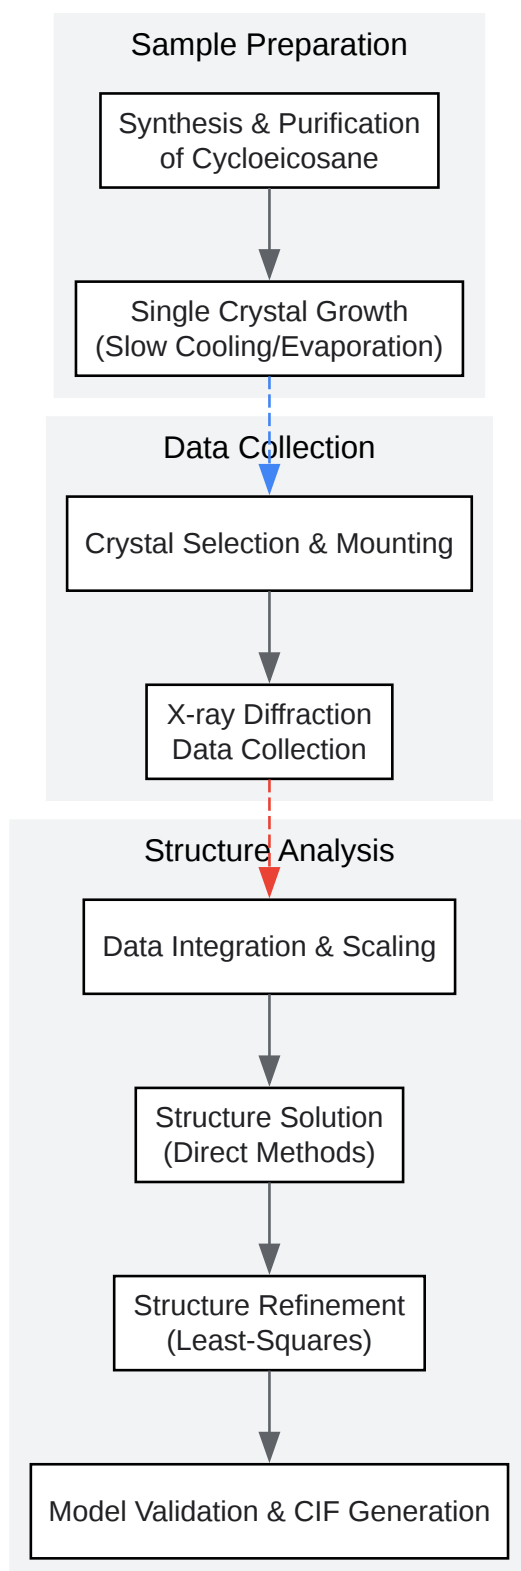 Sample Preparation
Synthesis & Purification
of Cycloeicosane
Single Crystal Growth
(Slow Cooling/Evaporation)
Data Collection
Crystal Selection & Mounting
X-ray Diffraction
Data Collection
Structure Analysis
Data Integration & Scaling
Structure Solution
(Direct Methods)
Structure Refinement
(Least-Squares)
Model Validation & CIF Generation